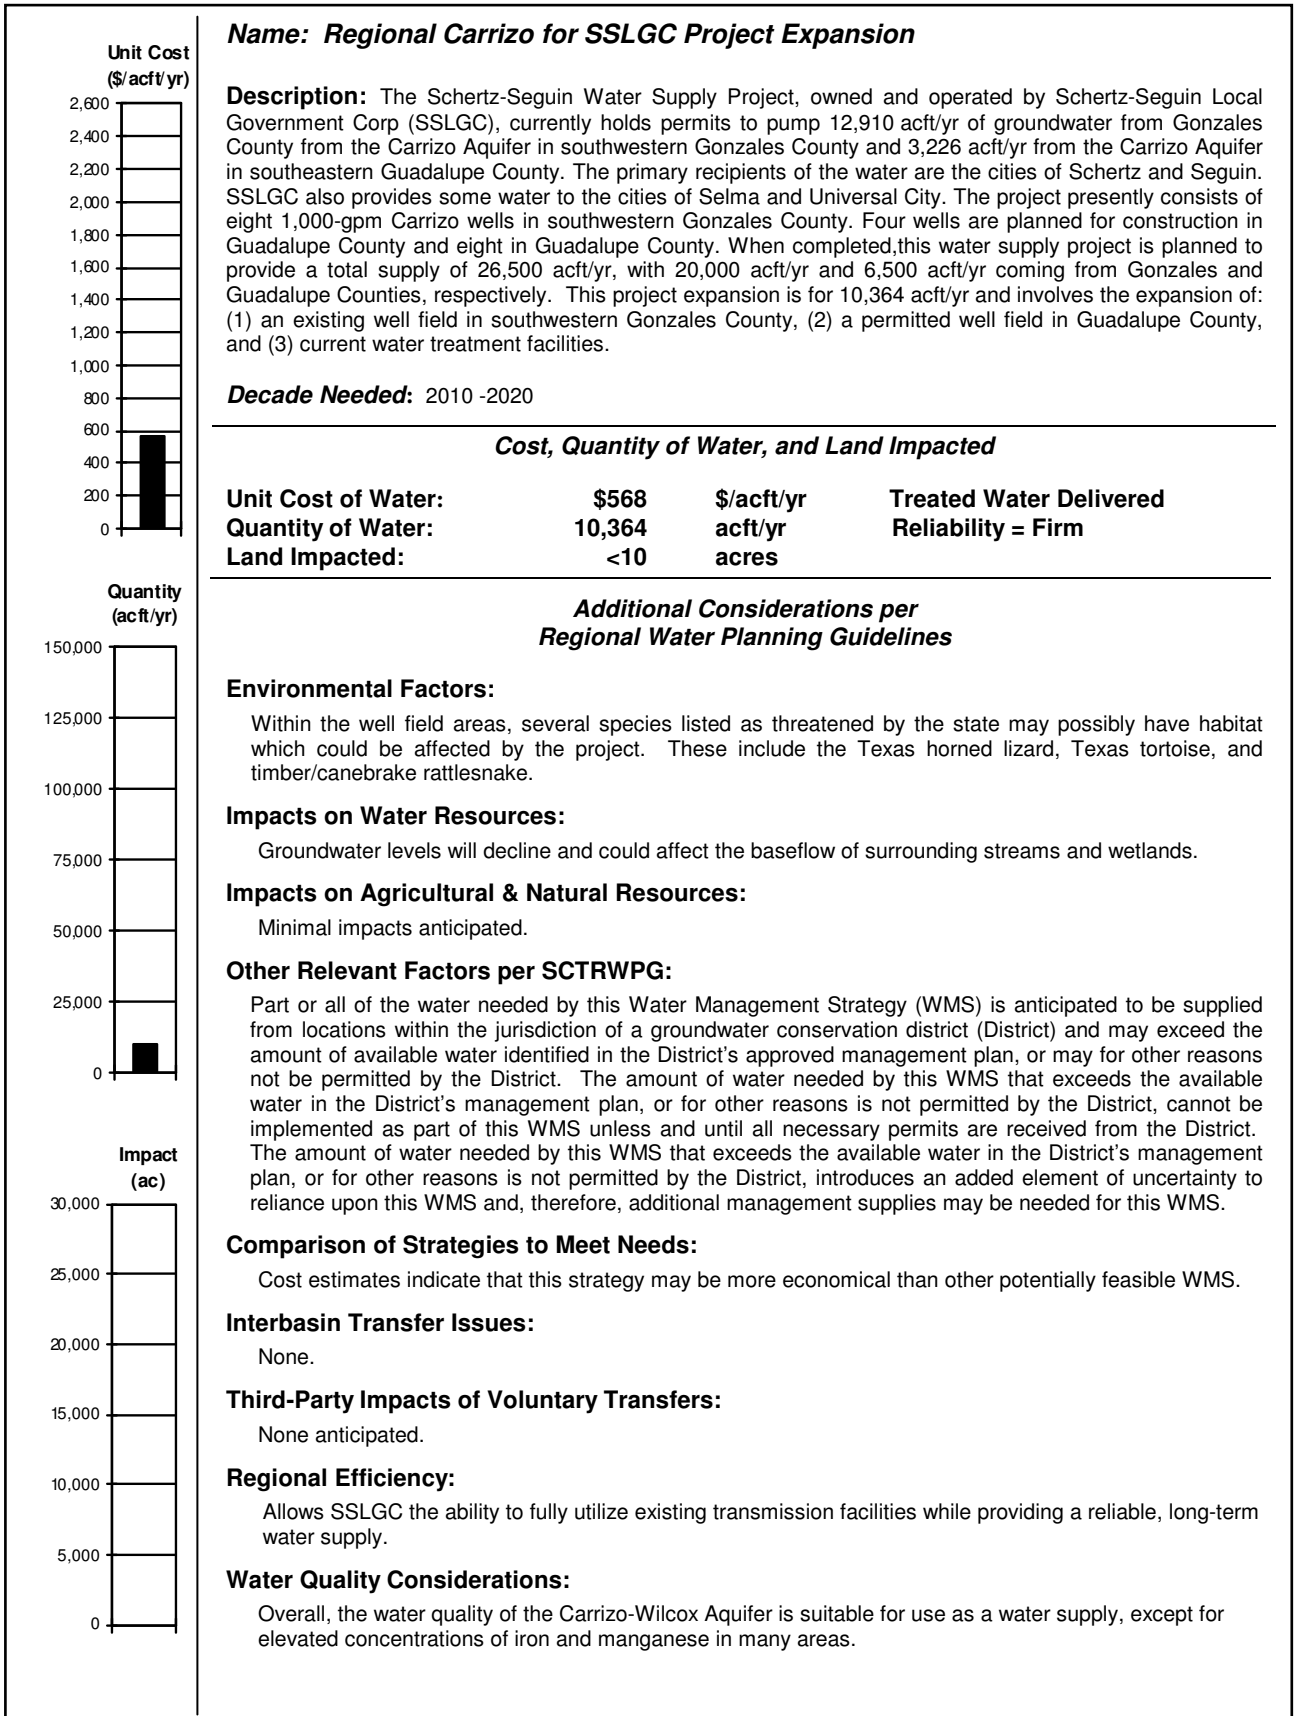 Unit Cost
($/acft/yr)
2,600
2,400
2,200
2,000
1,800
1,600
1,400
1,200
1,000
800
600
400
200
0
Quantity
(acft/yr)
150,000
125,000
100,000
75,000
50,000
25,000
0
Impact
(ac)
30,000
25,000
20,000
15,000
10,000
5,000
0
Name: Regional Carrizo for SSLGC Project Expansion
Description: The Schertz-Seguin Water Supply Project, owned and operated by Schertz-Seguin Local
Government Corp (SSLGC), currently holds permits to pump 12,910 acft/yr of groundwater from Gonzales
County from the Carrizo Aquifer in southwestern Gonzales County and 3,226 acft/yr from the Carrizo Aquifer
in southeastern Guadalupe County. The primary recipients of the water are the cities of Schertz and Seguin.
SSLGC also provides some water to the cities of Selma and Universal City. The project presently consists of
eight 1,000-gpm Carrizo wells in southwestern Gonzales County. Four wells are planned for construction in
Guadalupe County and eight in Guadalupe County. When completed,this water supply project is planned to
provide a total supply of 26,500 acft/yr, with 20,000 acft/yr and 6,500 acft/yr coming from Gonzales and
Guadalupe Counties, respectively. This project expansion is for 10,364 acft/yr and involves the expansion of:
(1) an existing well field in southwestern Gonzales County, (2) a permitted well field in Guadalupe County,
and (3) current water treatment facilities.
Decade Needed: 2010 -2020
Cost, Quantity of Water, and Land Impacted
Unit Cost of Water: $568 $/acft/yr Treated Water Delivered
Quantity of Water: 10,364 acft/yr Reliability = Firm
Land Impacted: <10 acres
Additional Considerations per
Regional Water Planning Guidelines
Environmental Factors:
Within the well field areas, several species listed as threatened by the state may possibly have habitat
which could be affected by the project. These include the Texas horned lizard, Texas tortoise, and
timber/canebrake rattlesnake.
Impacts on Water Resources:
Groundwater levels will decline and could affect the baseflow of surrounding streams and wetlands.
Impacts on Agricultural & Natural Resources:
Minimal impacts anticipated.
Other Relevant Factors per SCTRWPG:
Part or all of the water needed by this Water Management Strategy (WMS) is anticipated to be supplied
from locations within the jurisdiction of a groundwater conservation district (District) and may exceed the
amount of available water identified in the District's approved management plan, or may for other reasons
not be permitted by the District. The amount of water needed by this WMS that exceeds the available
water in the District's management plan, or for other reasons is not permitted by the District, cannot be
implemented as part of this WMS unless and until all necessary permits are received from the District.
The amount of water needed by this WMS that exceeds the available water in the District's management
plan, or for other reasons is not permitted by the District, introduces an added element of uncertainty to
reliance upon this WMS and, therefore, additional management supplies may be needed for this WMS.
Comparison of Strategies to Meet Needs:
Cost estimates indicate that this strategy may be more economical than other potentially feasible WMS.
Interbasin Transfer Issues:
None.
Third-Party Impacts of Voluntary Transfers:
None anticipated.
Regional Efficiency:
Allows SSLGC the ability to fully utilize existing transmission facilities while providing a reliable, long-term
water supply.
Water Quality Considerations:
Overall, the water quality of the Carrizo-Wilcox Aquifer is suitable for use as a water supply, except for
elevated concentrations of iron and manganese in many areas.